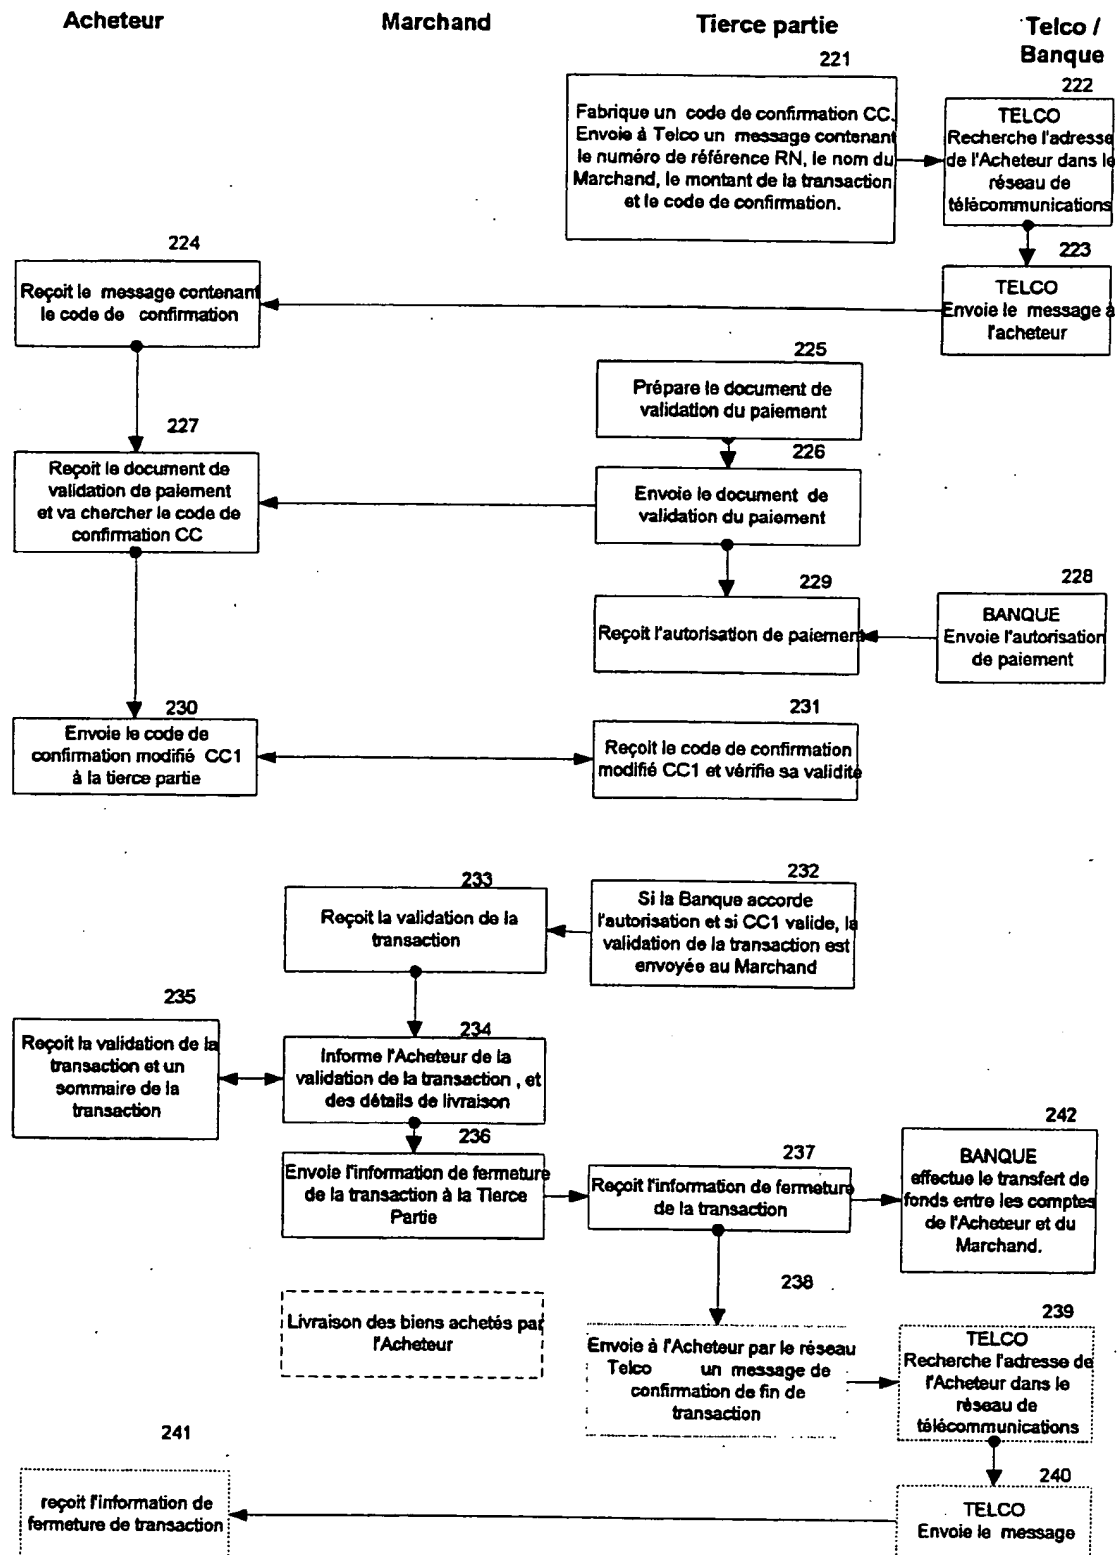 Acheteur
Marchand
Tierce partie
Telco /
Banque
221
Fabrique un code de confirmation CC.
Envoie à Telco un message contenant
le numéro de référence RN, le nom du
Marchand, le montant de la transaction
et le code de confirmation.
222
TELCO
Recherche l'adresse
de l'Acheteur dans le
réseau de
télécommunications
223
TELCO
Envoie le message à
l'acheteur
224
Reçoit le message contenant
le code de confirmation
225
Prépare le document de
validation du paiement
226
Envoie le document de
validation du paiement
227
Reçoit le document de
validation de paiement
et va chercher le code de
confirmation CC
228
BANQUE
Envoie l'autorisation
de paiement
229
Reçoit l'autorisation de paiement
230
Envoie le code de
confirmation modifié CC1
à la tierce partie
231
Reçoit le code de confirmation
modifié CC1 et vérifie sa validité
232
Si la Banque accorde
l'autorisation et si CC1 valide, la
validation de la transaction est
envoyée au Marchand
233
Reçoit la validation de la
transaction
234
Informe l'Acheteur de la
validation de la transaction , et
des détails de livraison
235
Reçoit la validation de la
transaction et un
sommaire de la
transaction
236
Envoie l'information de fermeture
de la transaction à la Tierce
Partie
237
Reçoit l'information de fermeture
de la transaction
242
BANQUE
effectue le transfert de
fonds entre les comptes
de l'Acheteur et du
Marchand.
Livraison des biens achetés par
l'Acheteur
238
Envoie à l'Acheteur par le réseau
Telco un message de
confirmation de fin de
transaction
239
TELCO
Recherche l'adresse de
l'Acheteur dans le
réseau de
télécommunications
240
TELCO
Envoie le message
241
reçoit l'information de
fermeture de transaction